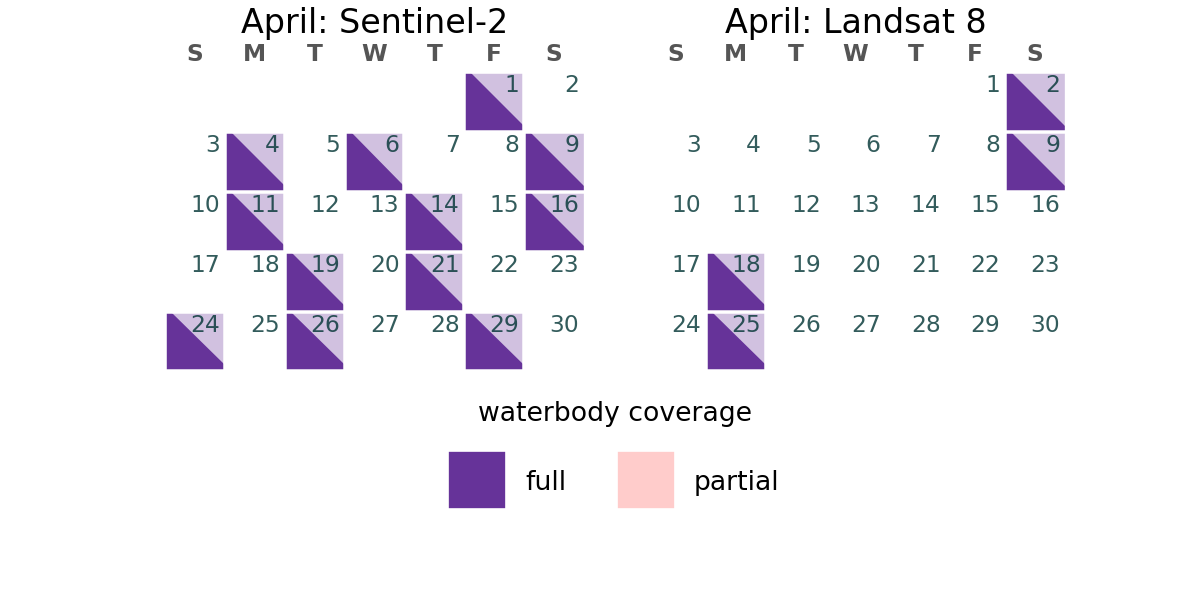 April: Sentinel-2
S M T W T F S
1 2
3 4 5 6 7 8 9
10 11 12 13 14 15 16
17 18 19 20 21 22 23
24 25 26 27 28 29 30
April: Landsat 8
S M T W T F S
1 2
3 4 5 6 7 8 9
10 11 12 13 14 15 16
17 18 19 20 21 22 23
24 25 26 27 28 29 30
waterbody coverage
full partial